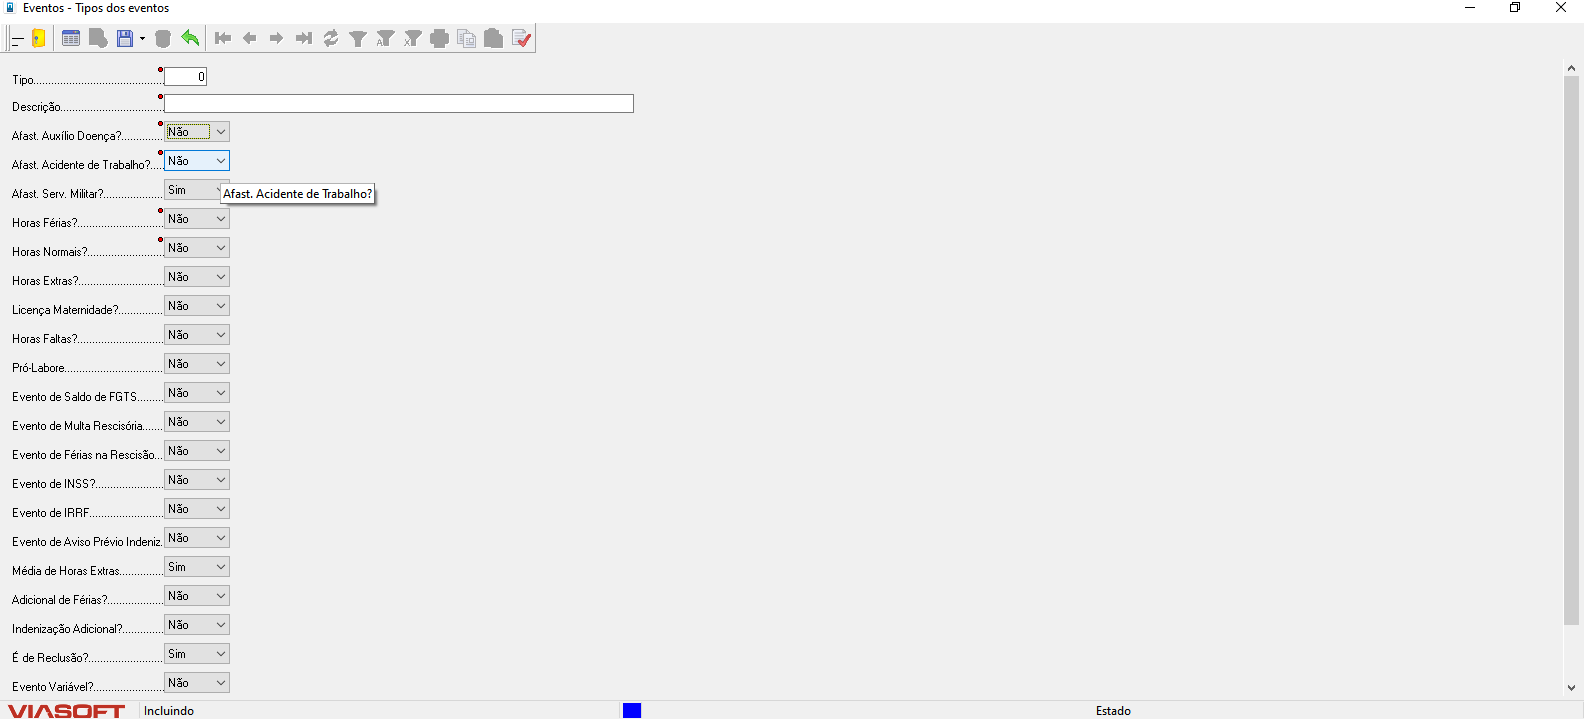 Eventos - Tipos dos eventos
Tipo............................................ 0
Descrição...................................
Afast. Auxílio Doença?.............. Não
Afast. Acidente de Trabalho?.... Não
Afast. Serv. Militar?.................... Sim
Afast. Acidente de Trabalho?
Horas Férias?............................. Não
Horas Normais?.......................... Não
Horas Extras?............................. Não
Licença Maternidade?............... Não
Horas Faltas?............................. Não
Pró-Labore.................................. Não
Evento de Saldo de FGTS......... Não
Evento de Multa Rescisória....... Não
Evento de Férias na Rescisão... Não
Evento de INSS?....................... Não
Evento de IRRF......................... Não
Evento de Aviso Prévio Indeniz. Não
Média de Horas Extras............... Sim
Adicional de Férias?................... Não
Indenização Adicional?.............. Não
É de Reclusão?.......................... Sim
Evento Variável?........................ Não
VIASOFT Incluindo Estado